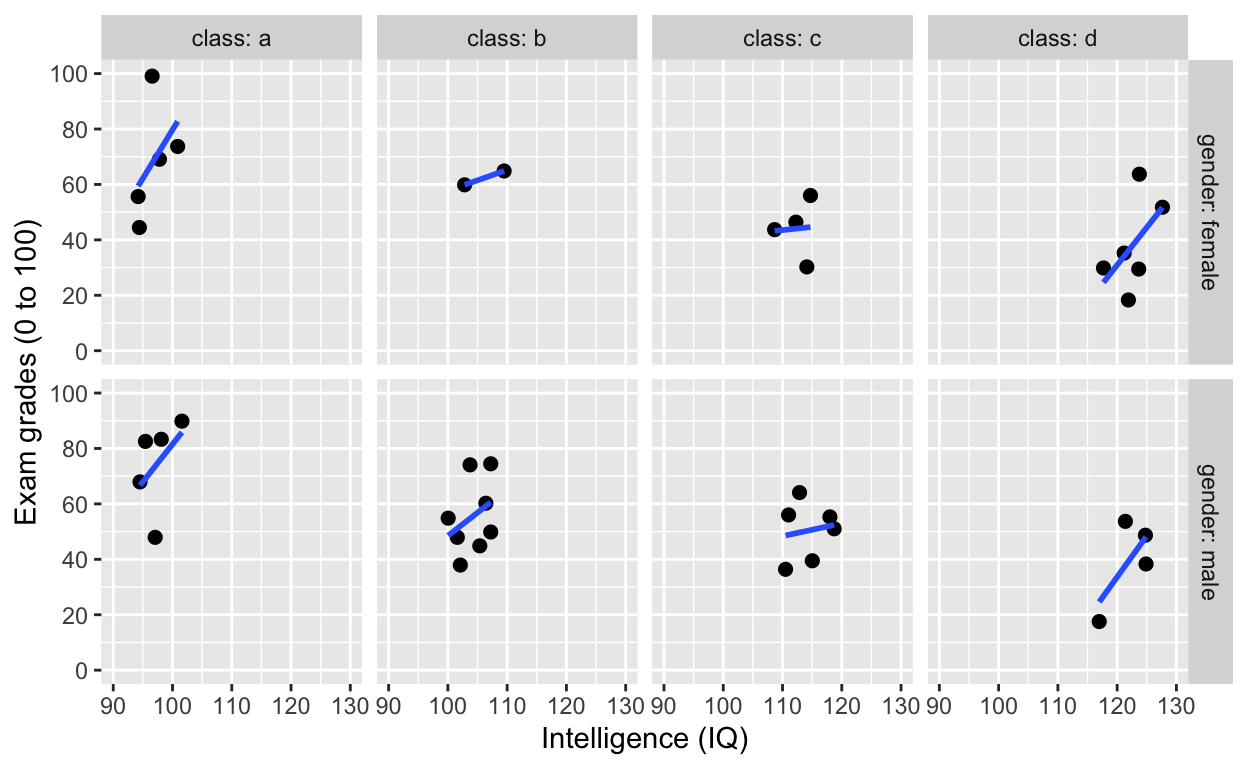 class: a
class: b
class: c
class: d
100
80
60
40
20
0
gender: female
100
80
60
40
20
0
gender: male
90 100 110 120 130
90 100 110 120 130
90 100 110 120 130
90 100 110 120 130
Exam grades (0 to 100)
Intelligence (IQ)